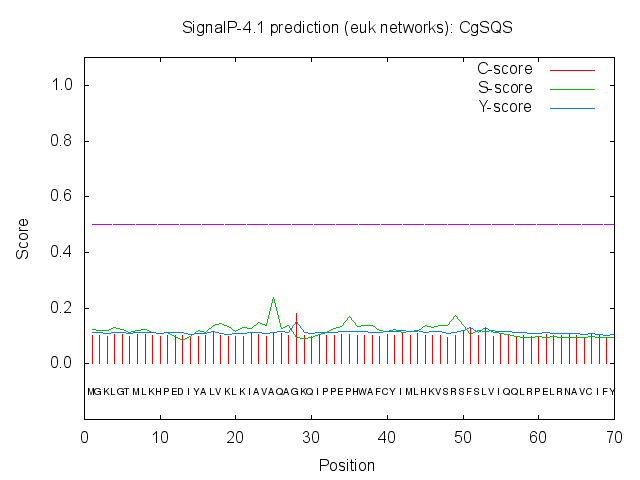 SignalP-4.1 prediction (euk networks): CgSQS
C-score
S-score
Y-score
1.0
0.8
0.6
0.4
0.2
0.0
Score
MGKLGTMLKHPEDIYALVKLKIAVAQAGKQIPPEPHWAFCYIMLHKVSRSFSLVIQQLRPELRNAVCIFY
0 10 20 30 40 50 60 70
Position